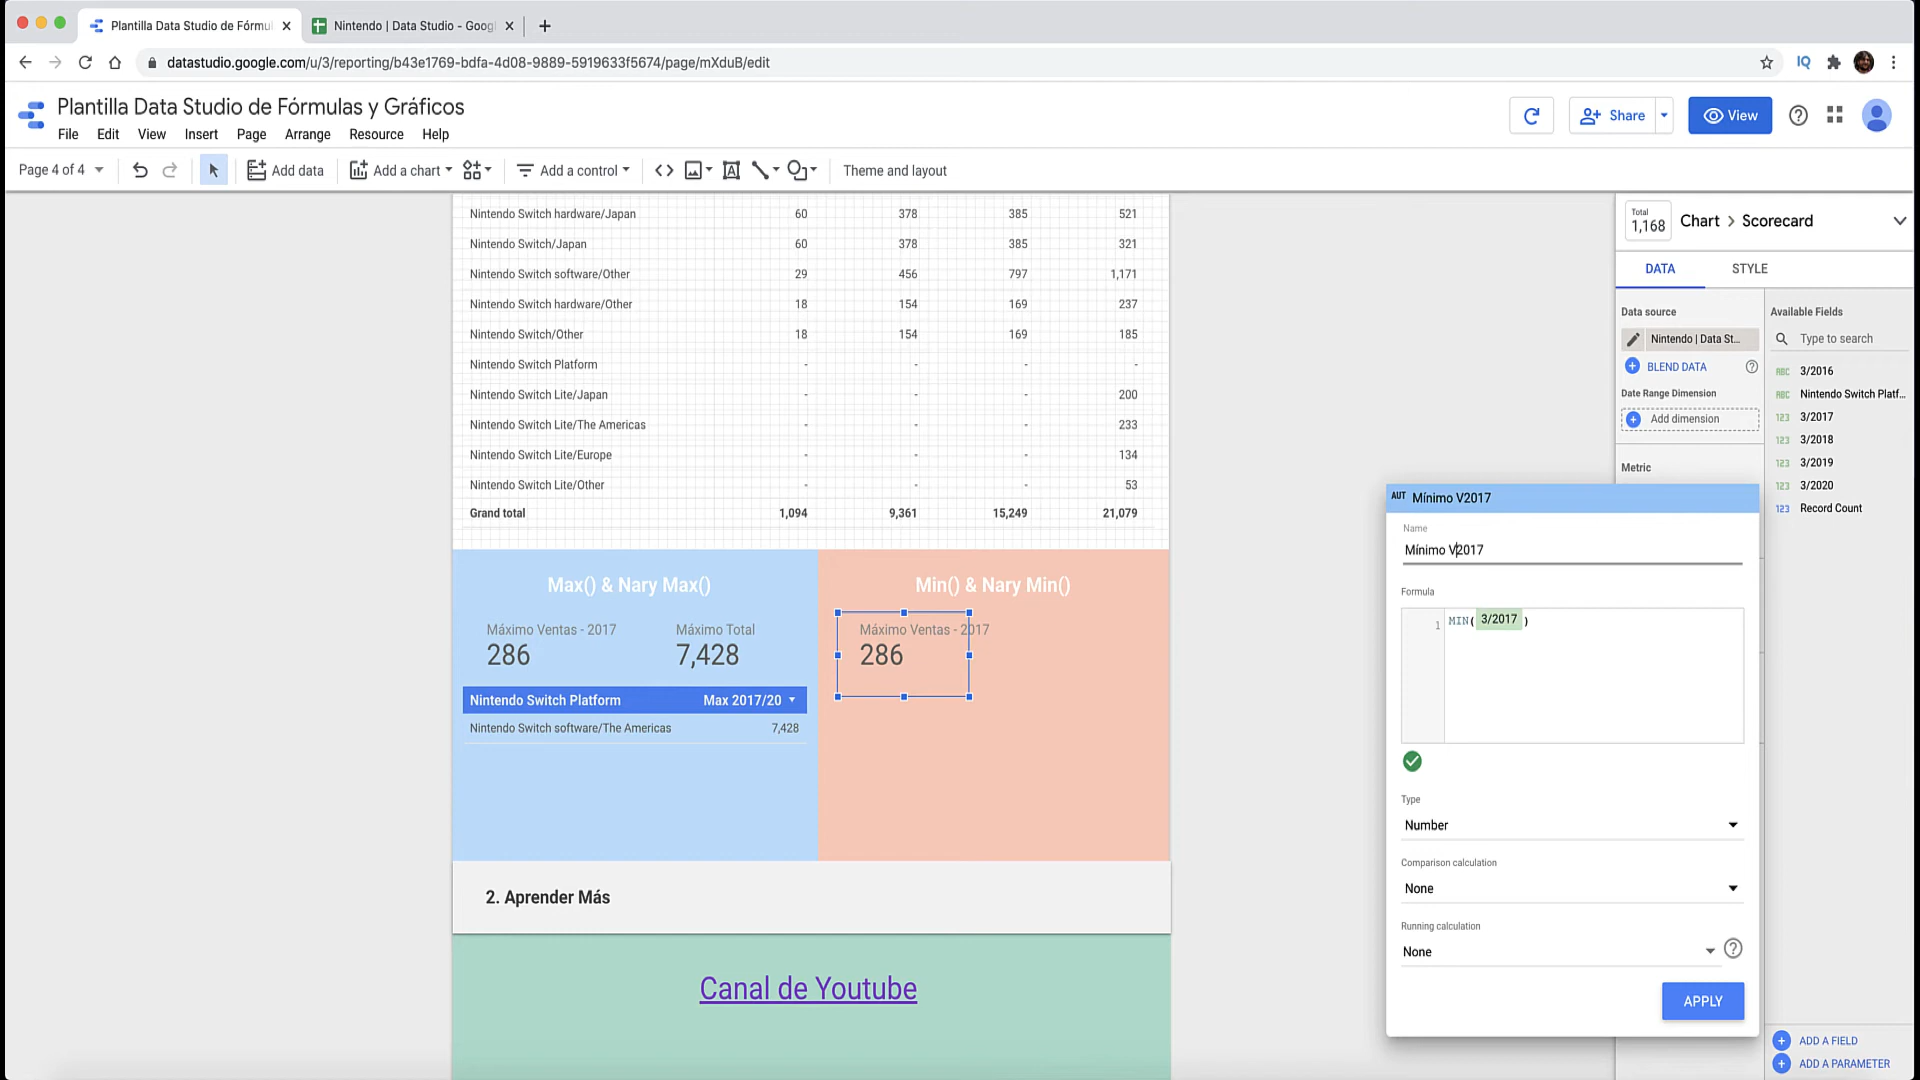 Plantilla Data Studio de Fórmu
Nintendo | Data Studio - Goog
datastudio.google.com/u/3/reporting/b43e1769-bdfa-4d08-9889-5919633f5674/page/mXduB/edit
IQ
Plantilla Data Studio de Fórmulas y Gráficos
File Edit View Insert Page Arrange Resource Help
Share
View
Page 4 of 4
Add data
Add a chart
Add a control
Theme and layout
Nintendo Switch hardware/Japan 60 378 385 521
Nintendo Switch/Japan 60 378 385 321
Nintendo Switch software/Other 29 456 797 1,171
Nintendo Switch hardware/Other 18 154 169 237
Nintendo Switch/Other 18 154 169 185
Nintendo Switch Platform - - - -
Nintendo Switch Lite/Japan - - - 200
Nintendo Switch Lite/The Americas - - - 233
Nintendo Switch Lite/Europe - - - 134
Nintendo Switch Lite/Other - - - 53
Grand total 1,094 9,361 15,249 21,079
Max() & Nary Max()
Máximo Ventas - 2017
286
Máximo Total
7,428
Nintendo Switch Platform Max 2017/20
Nintendo Switch software/The Americas 7,428
Min() & Nary Min()
Máximo Ventas - 2017
286
2. Aprender Más
Canal de Youtube
Total
1,168
Chart > Scorecard
DATA STYLE
Data source
Nintendo | Data St...
BLEND DATA
Date Range Dimension
Add dimension
Metric
Available Fields
Type to search
ABC 3/2016
ABC Nintendo Switch Platf...
123 3/2017
123 3/2018
123 3/2019
123 3/2020
123 Record Count
AUT Mínimo V2017
Name
Mínimo V2017
Formula
1 MIN( 3/2017 )
Type
Number
Comparison calculation
None
Running calculation
None
APPLY
ADD A FIELD
ADD A PARAMETER